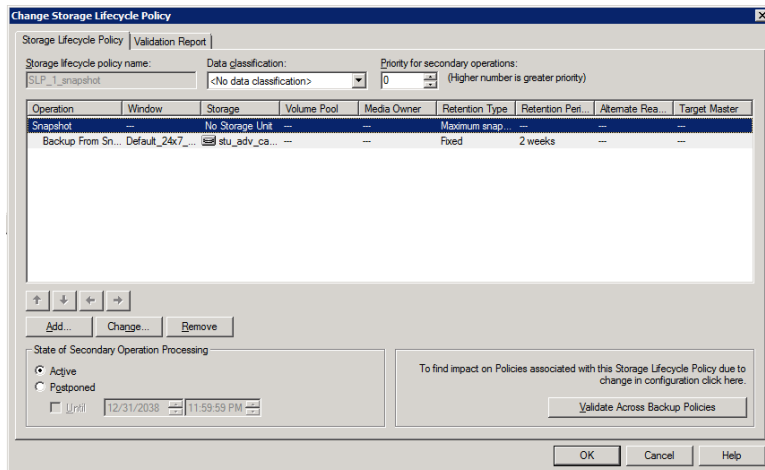 Change Storage Lifecycle Policy
Storage Lifecycle Policy Validation Report
Storage lifecycle policy name: Data classification: Priority for secondary operations:
SLP_1_snapshot <No data classification> 0 (Higher number is greater priority)
Operation Window Storage Volume Pool Media Owner Retention Type Retention Peri... Alternate Rea... Target Master
Snapshot --- No Storage Unit --- --- Maximum snap... --- --- ---
Backup From Sn... Default_24x7_... stu_adv_ca... --- --- Fixed 2 weeks --- ---
Add... Change... Remove
State of Secondary Operation Processing
Active
Postponed
Until 12/31/2038 11:59:59 PM
To find impact on Policies associated with this Storage Lifecycle Policy due to
change in configuration click here.
Validate Across Backup Policies
OK Cancel Help